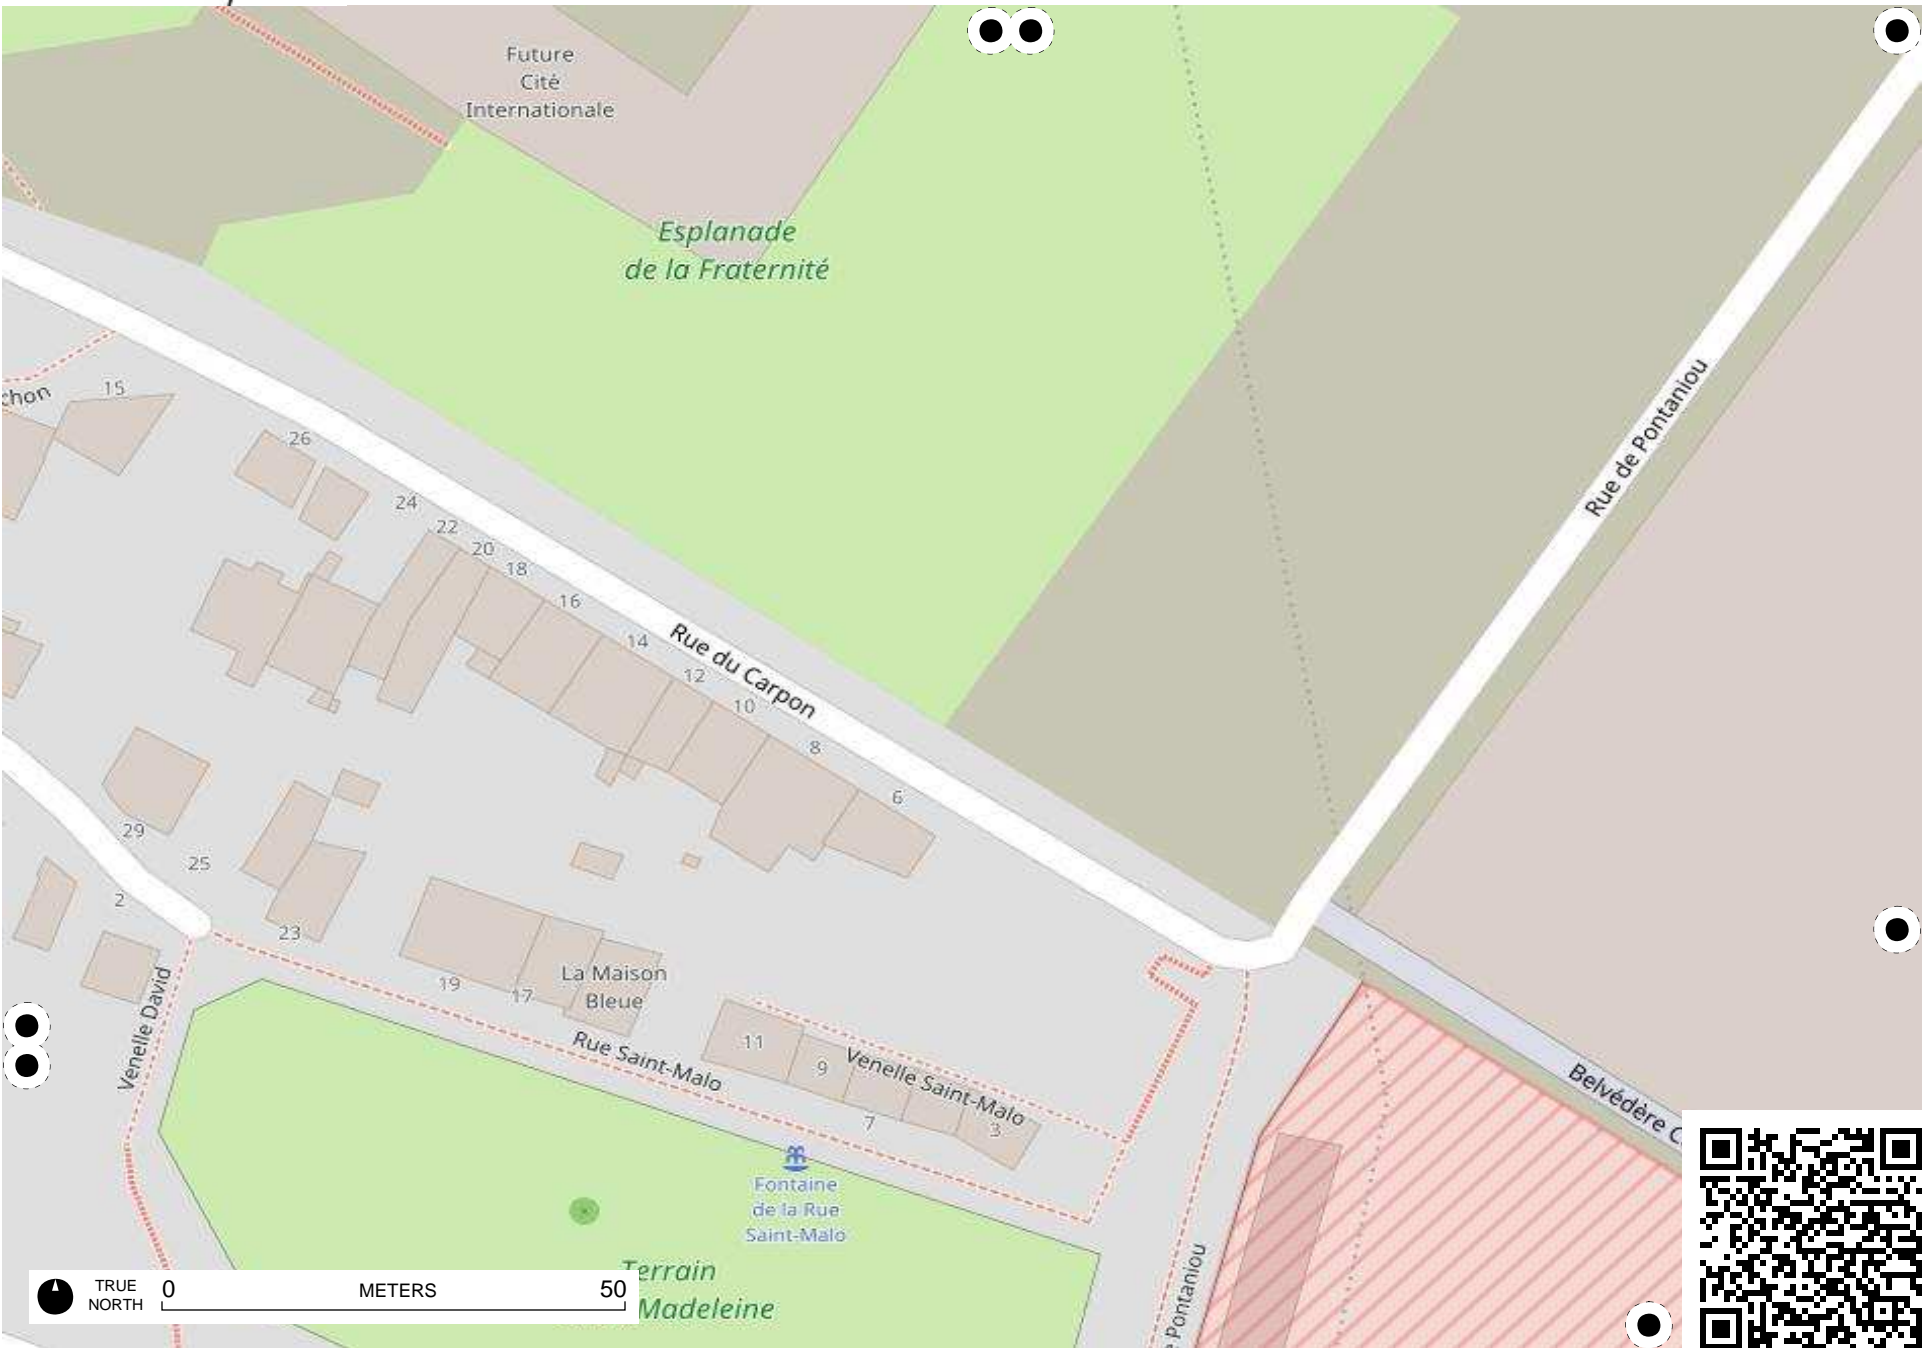 Future
Cité
Internationale
Esplanade
de la Fraternité
Rue de Pontaniou
chon
15
26
24
22
20
18
16
14
12
10
8
6
Rue du Carpon
29
25
2
23
19
17
La Maison
Bleue
Venelle David
Rue Saint-Malo
11
9
7
3
Venelle Saint-Malo
Belvédère C
Fontaine
de la Rue
Saint-Malo
Terrain
Madeleine
Pontaniou
TRUE
NORTH
0
METERS
50